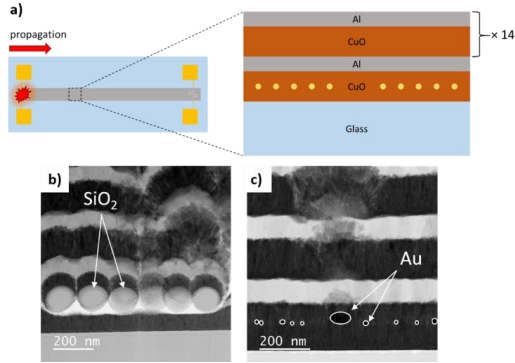 a)
propagation
Al
CuO
× 14
Al
CuO
Glass
b)
SiO₂
200 nm
c)
Au
200 nm